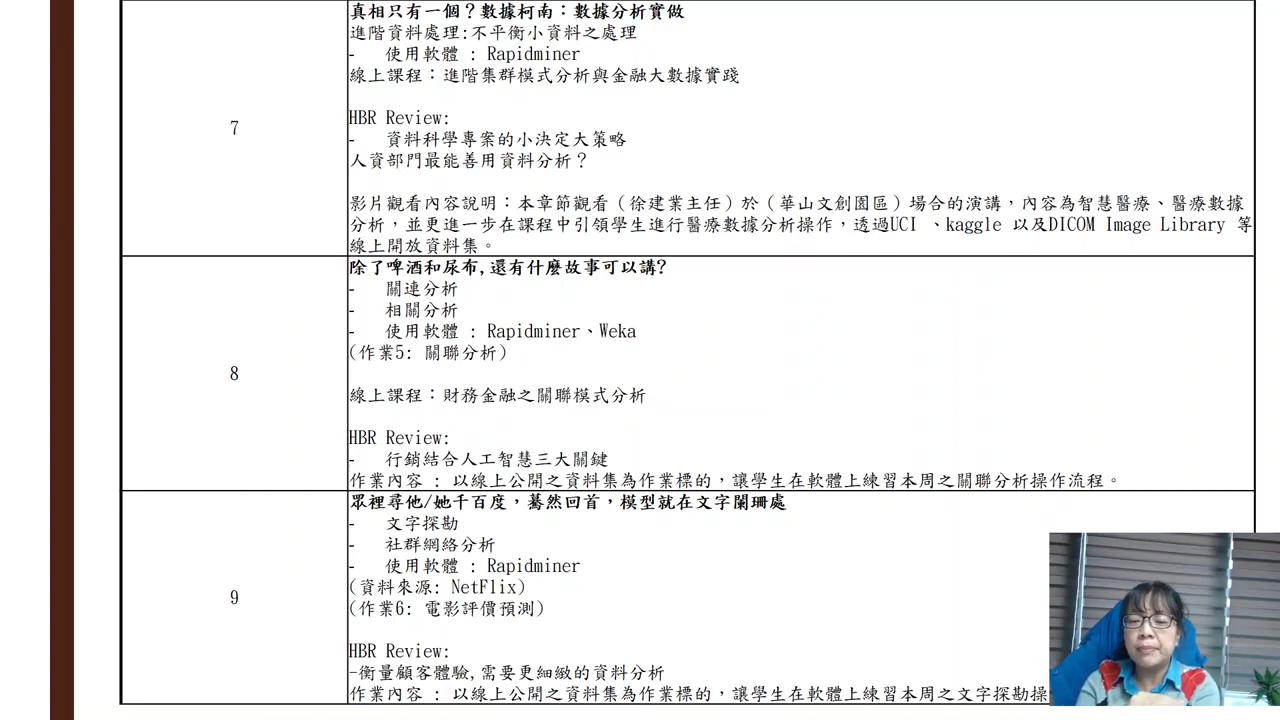 真相只有一個？數據柯南：數據分析實做
進階資料處理:不平衡小資料之處理
- 使用軟體 : Rapidminer
線上課程：進階集群模式分析與金融大數據實踐
HBR Review:
- 資料科學專案的小決定大策略
人資部門最能善用資料分析？
7
影片觀看內容說明：本章節觀看（徐建業主任）於（華山文創園區）場合的演講，內容為智慧醫療、醫療數據
分析，並更進一步在課程中引領學生進行醫療數據分析操作，透過UCI 、kaggle 以及DICOM Image Library 等
線上開放資料集。
除了啤酒和尿布,還有什麼故事可以講?
- 關連分析
- 相關分析
- 使用軟體 : Rapidminer、Weka
(作業5: 關聯分析)
8
線上課程：財務金融之關聯模式分析
HBR Review:
- 行銷結合人工智慧三大關鍵
作業內容 : 以線上公開之資料集為作業標的，讓學生在軟體上練習本周之關聯分析操作流程。
眾裡尋他/她千百度，驀然回首，模型就在文字闌珊處
- 文字探勘
- 社群網絡分析
- 使用軟體 : Rapidminer
(資料來源: NetFlix)
9
(作業6: 電影評價預測)
HBR Review:
-衡量顧客體驗,需要更細緻的資料分析
作業內容 : 以線上公開之資料集為作業標的，讓學生在軟體上練習本周之文字探勘操